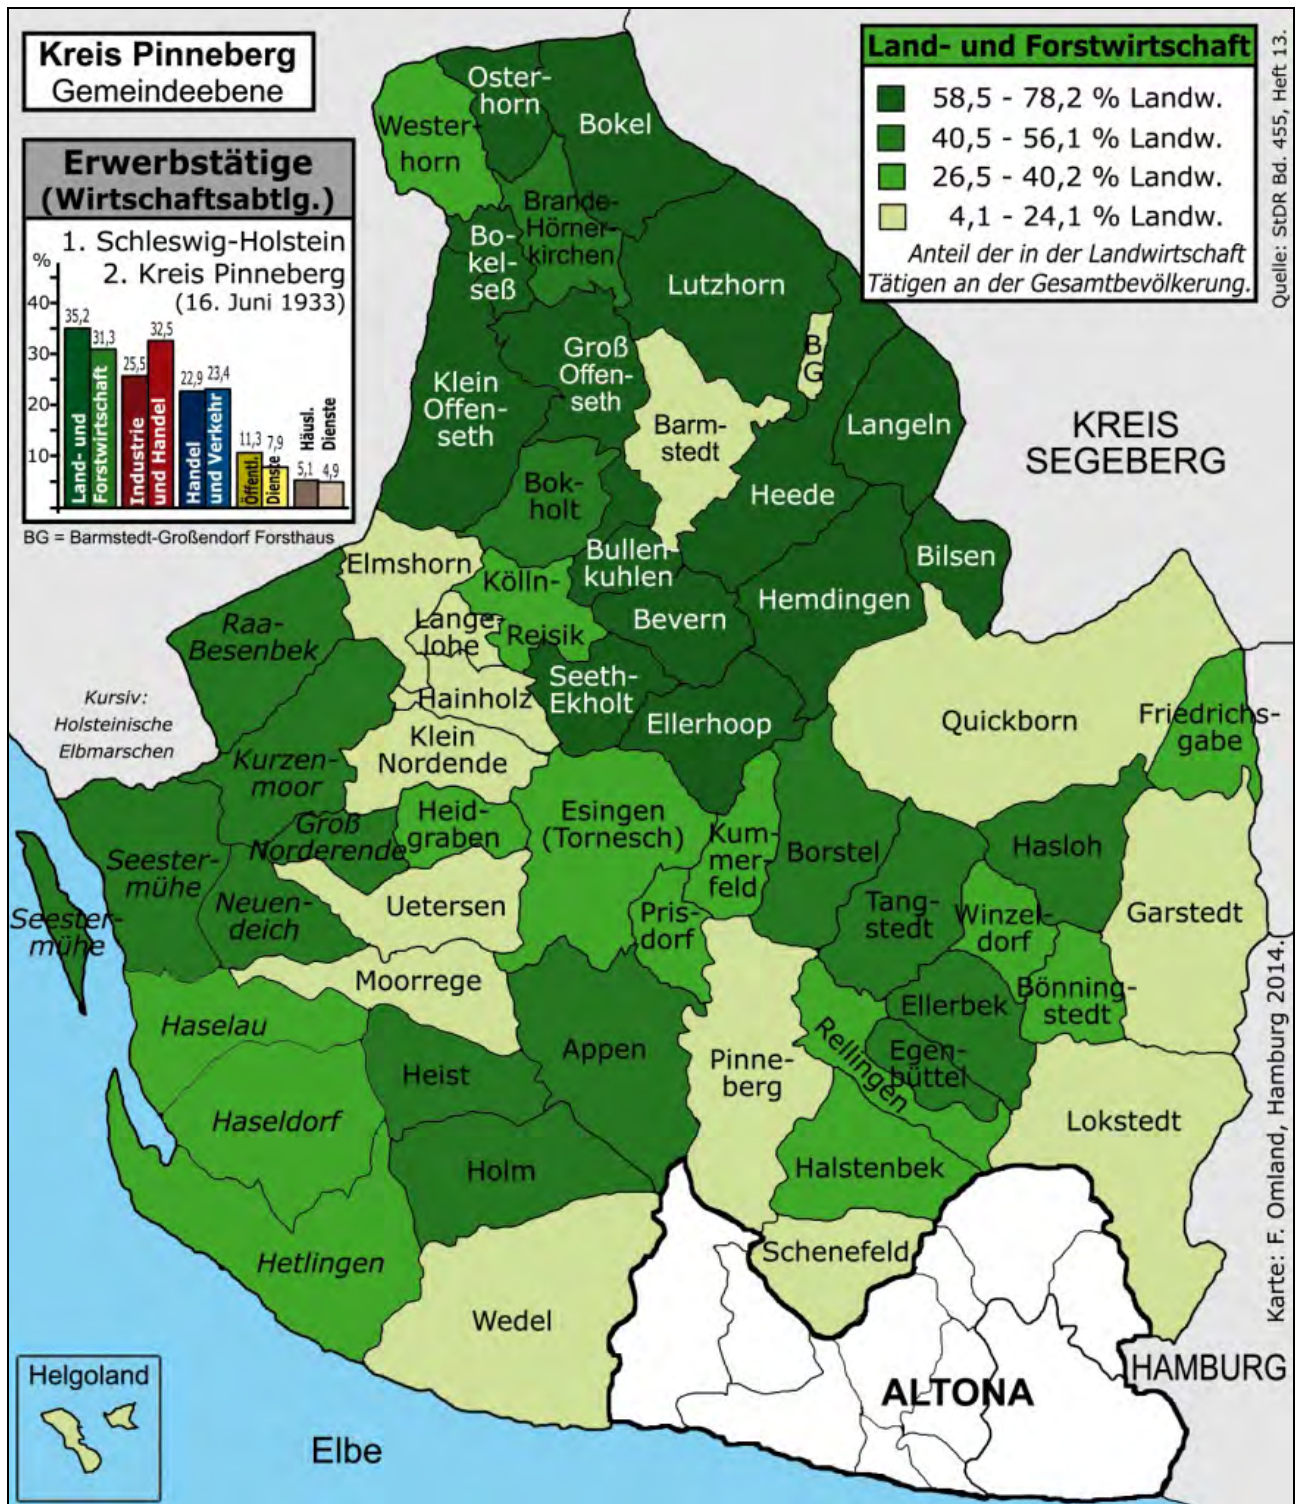 Kreis Pinneberg
Gemeindeebene
Erwerbstätige
(Wirtschaftsabtlg.)
1. Schleswig-Holstein
2. Kreis Pinneberg
(16. Juni 1933)
%
40
30
20
10
35,2
31,3
25,5
32,5
22,9
23,4
11,3
7,9
5,1
4,9
Land- und
Forstwirtschaft
Industrie
und Handel
Handel
und Verkehr
Öffentl.
Dienste
Häusl.
Dienste
BG = Barmstedt-Großendorf Forsthaus
Land- und Forstwirtschaft
58,5 - 78,2 % Landw.
40,5 - 56,1 % Landw.
26,5 - 40,2 % Landw.
4,1 - 24,1 % Landw.
Anteil der in der Landwirtschaft
Tätigen an der Gesamtbevölkerung.
Quelle: StDR Bd. 455, Heft 13.
Oster-
horn
Bokel
Wester-
horn
Brande-
Hörner-
kirchen
Bo-
kel-
seß
Lutzhorn
B
G
Groß
Offen-
seth
Klein
Offen-
seth
Barm-
stedt
Langeln
KREIS
SEGEBERG
Bok-
holt
Heede
Bullen-
kuhlen
Bilsen
Elmshorn
Kölln-
Reisik
Hemdingen
Bevern
Lange-
lohe
Raa-
Besenbek
Seeth-
Ekholt
Hainholz
Ellerhoop
Quickborn
Friedrichs-
gabe
Kursiv:
Holsteinische
Elbmarschen
Klein
Nordende
Kurzen-
moor
Groß
Norderende
Heid-
graben
Esingen
(Tornesch)
Kum-
mer-
feld
Borstel
Hasloh
Seester-
mühe
Seester-
mühe
Neuen-
deich
Uetersen
Pris-
dorf
Tang-
stedt
Winzel-
dorf
Garstedt
Moorrege
Ellerbek
Bönning-
stedt
Haselau
Heist
Appen
Pinne-
berg
Rellingen
Egen-
büttel
Haseldorf
Lokstedt
Holm
Halstenbek
Hetlingen
Schenefeld
Wedel
Helgoland
Elbe
ALTONA
HAMBURG
Karte: F. Omland, Hamburg 2014.